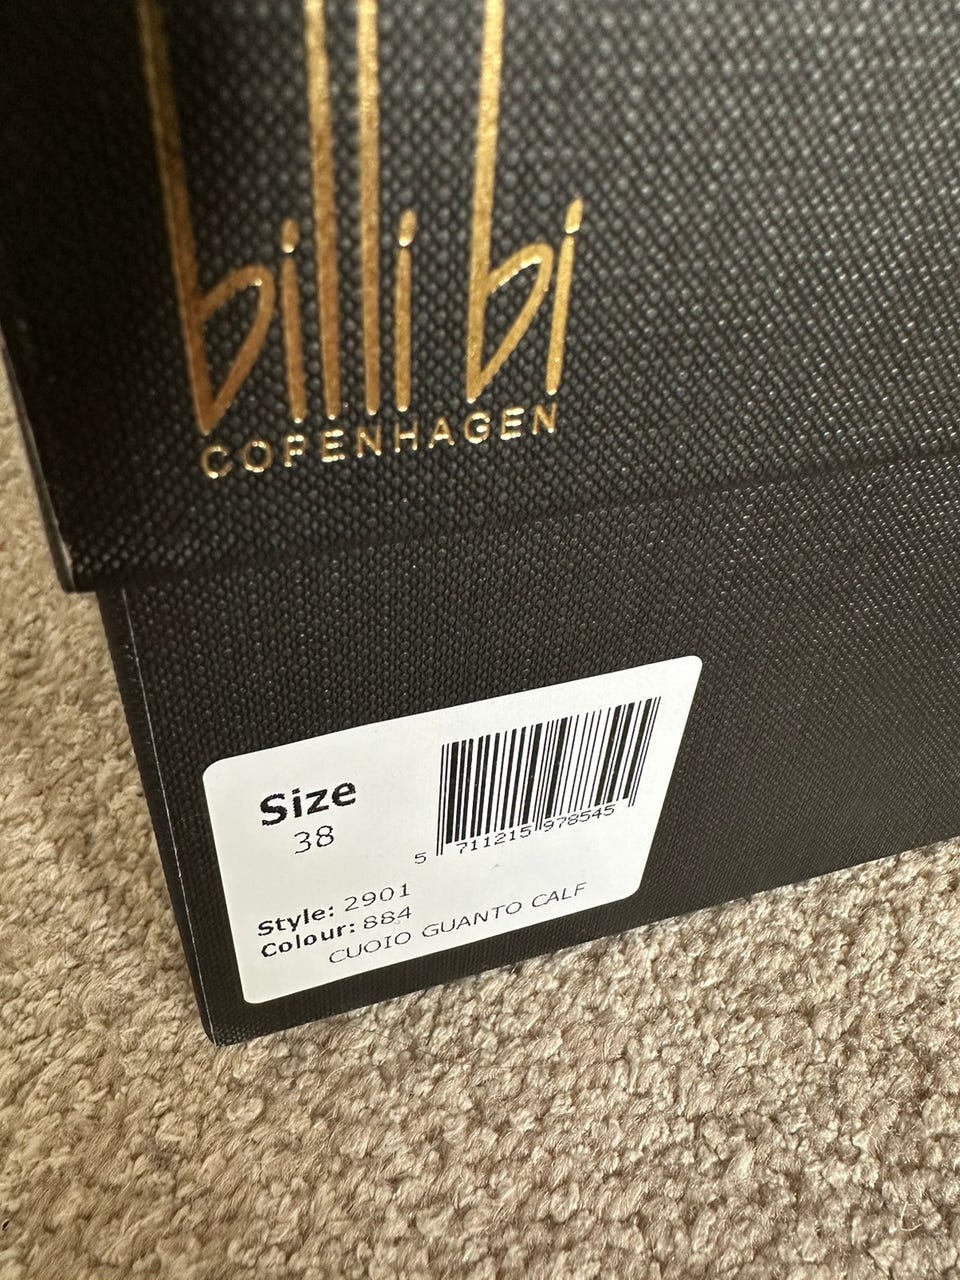 billi bi
COPENHAGEN
Size
38
5 711215 978545
Style: 2901
Colour: 884
CUOIO GUANTO CALF